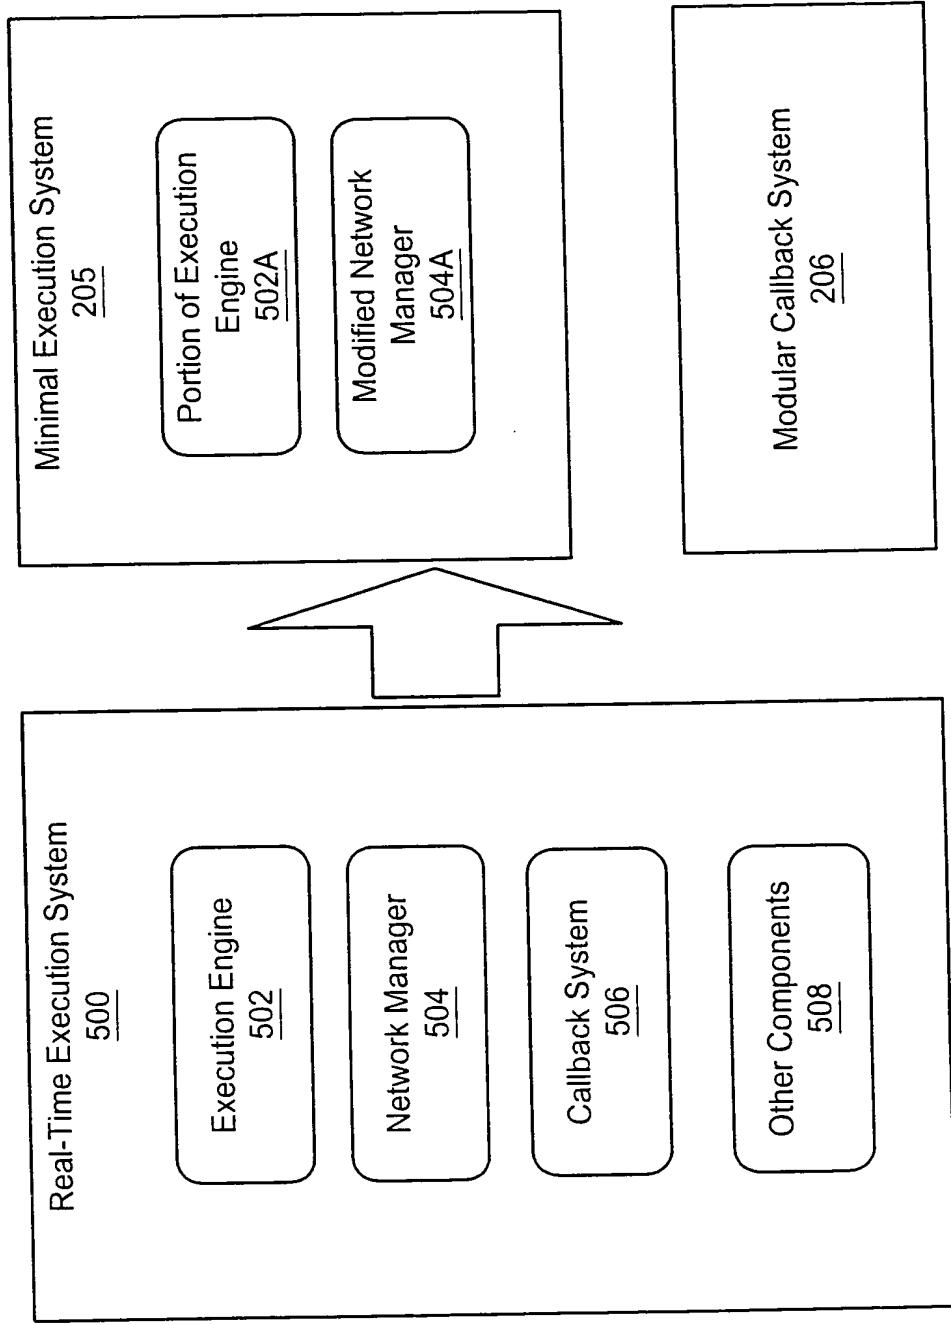 Real-Time Execution System
500
Execution Engine
502
Network Manager
504
Callback System
506
Other Components
508
Minimal Execution System
205
Portion of Execution
Engine
502A
Modified Network
Manager
504A
Modular Callback System
206